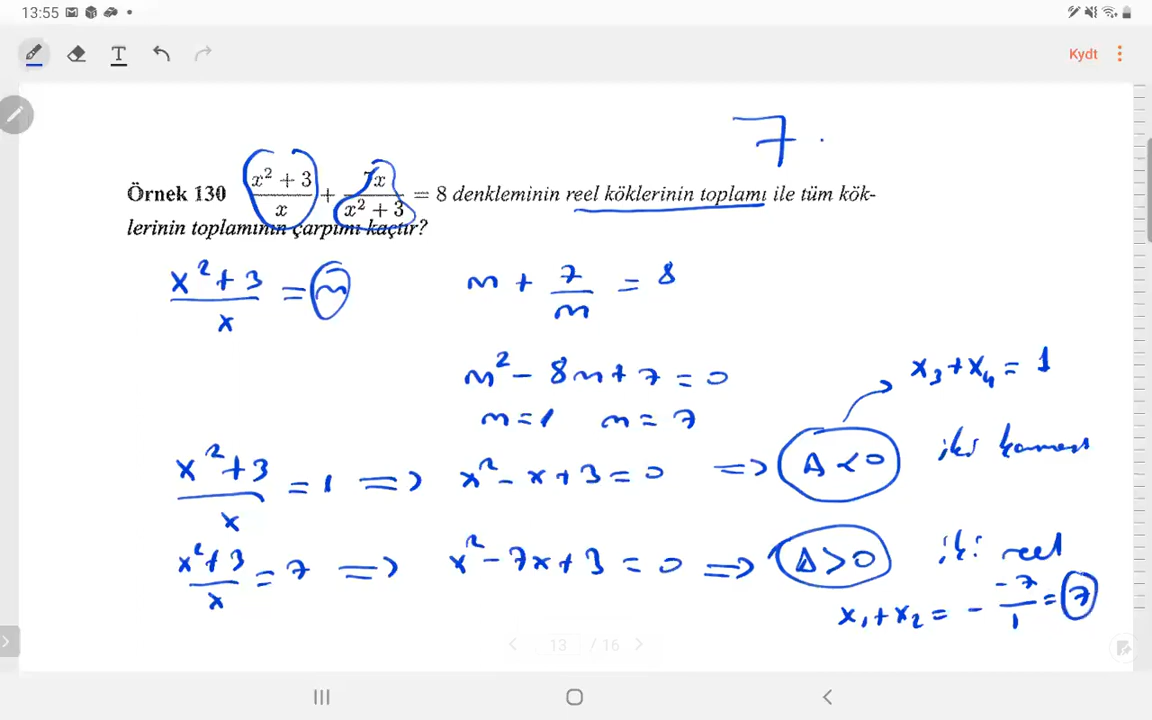 13:55
T
Kydt
7 .
Örnek 130 x² + 3 / x + 7x / x² + 3 = 8 denkleminin reel köklerinin toplamı ile tüm kök-
lerinin toplamının çarpımı kaçtır?
x² + 3 / x = m
m + 7 / m = 8
m² - 8m + 7 = 0
x₃ + x₄ = 1
m = 1 m = 7
x² + 3 / x = 1 ⇒ x² - x + 3 = 0 ⇒ Δ < 0 iki
x² + 3 / x = 7 ⇒ x² - 7x + 3 = 0 ⇒ Δ > 0 iki reel
x₁ + x₂ = - -7 / 1 = 7
13 / 16